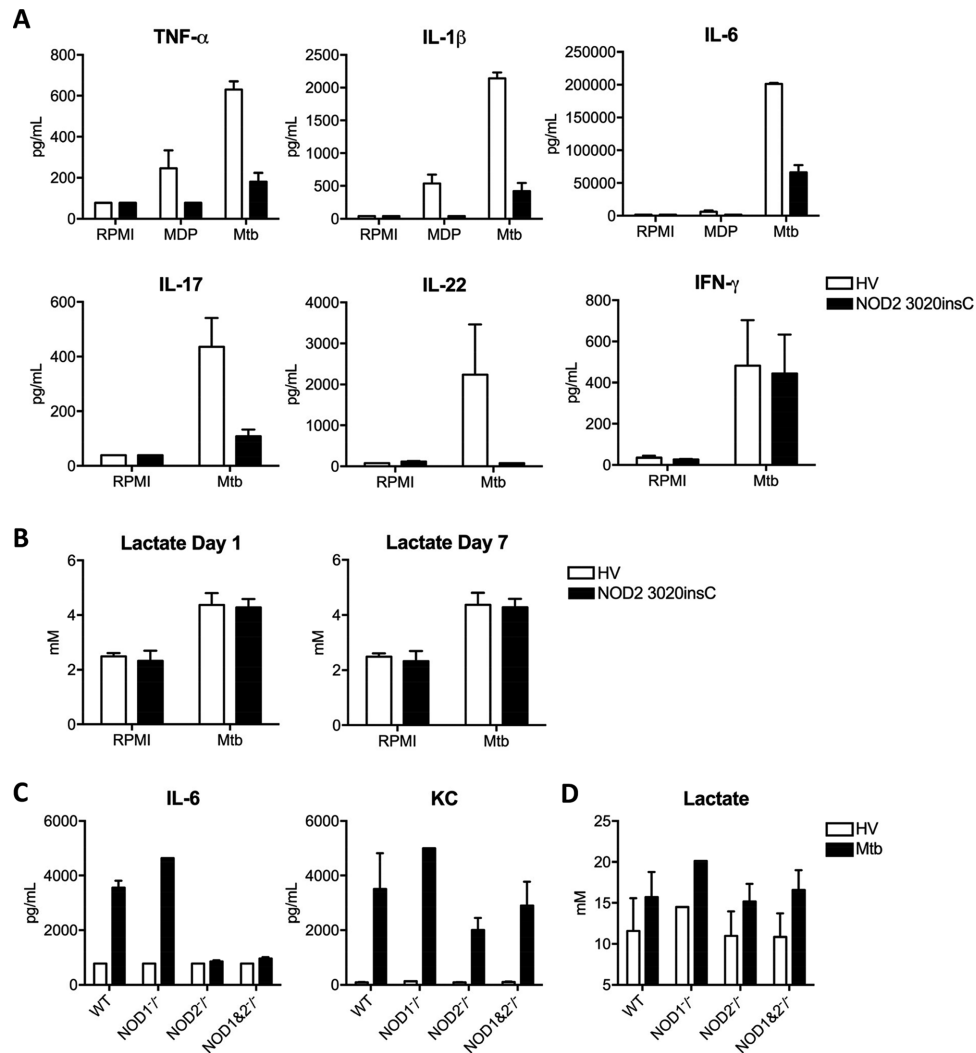 A
TNF-α
pg/mL
800
600
400
200
0
RPMI MDP Mtb
IL-1β
pg/mL
2500
2000
1500
1000
500
0
RPMI MDP Mtb
IL-6
pg/mL
250000
200000
150000
100000
50000
0
RPMI MDP Mtb
IL-17
pg/mL
600
400
200
0
RPMI Mtb
IL-22
pg/mL
4000
3000
2000
1000
0
RPMI Mtb
IFN-γ
pg/mL
800
600
400
200
0
RPMI Mtb
HV
NOD2 3020insC
B
Lactate Day 1
mM
6
4
2
0
RPMI Mtb
Lactate Day 7
6
4
2
0
RPMI Mtb
HV
NOD2 3020insC
C
IL-6
pg/mL
6000
4000
2000
0
WT NOD1-/- NOD2-/- NOD1&2-/-
KC
pg/mL
6000
4000
2000
0
WT NOD1-/- NOD2-/- NOD1&2-/-
D
Lactate
mM
25
20
15
10
5
WT NOD1-/- NOD2-/- NOD1&2-/-
HV
Mtb